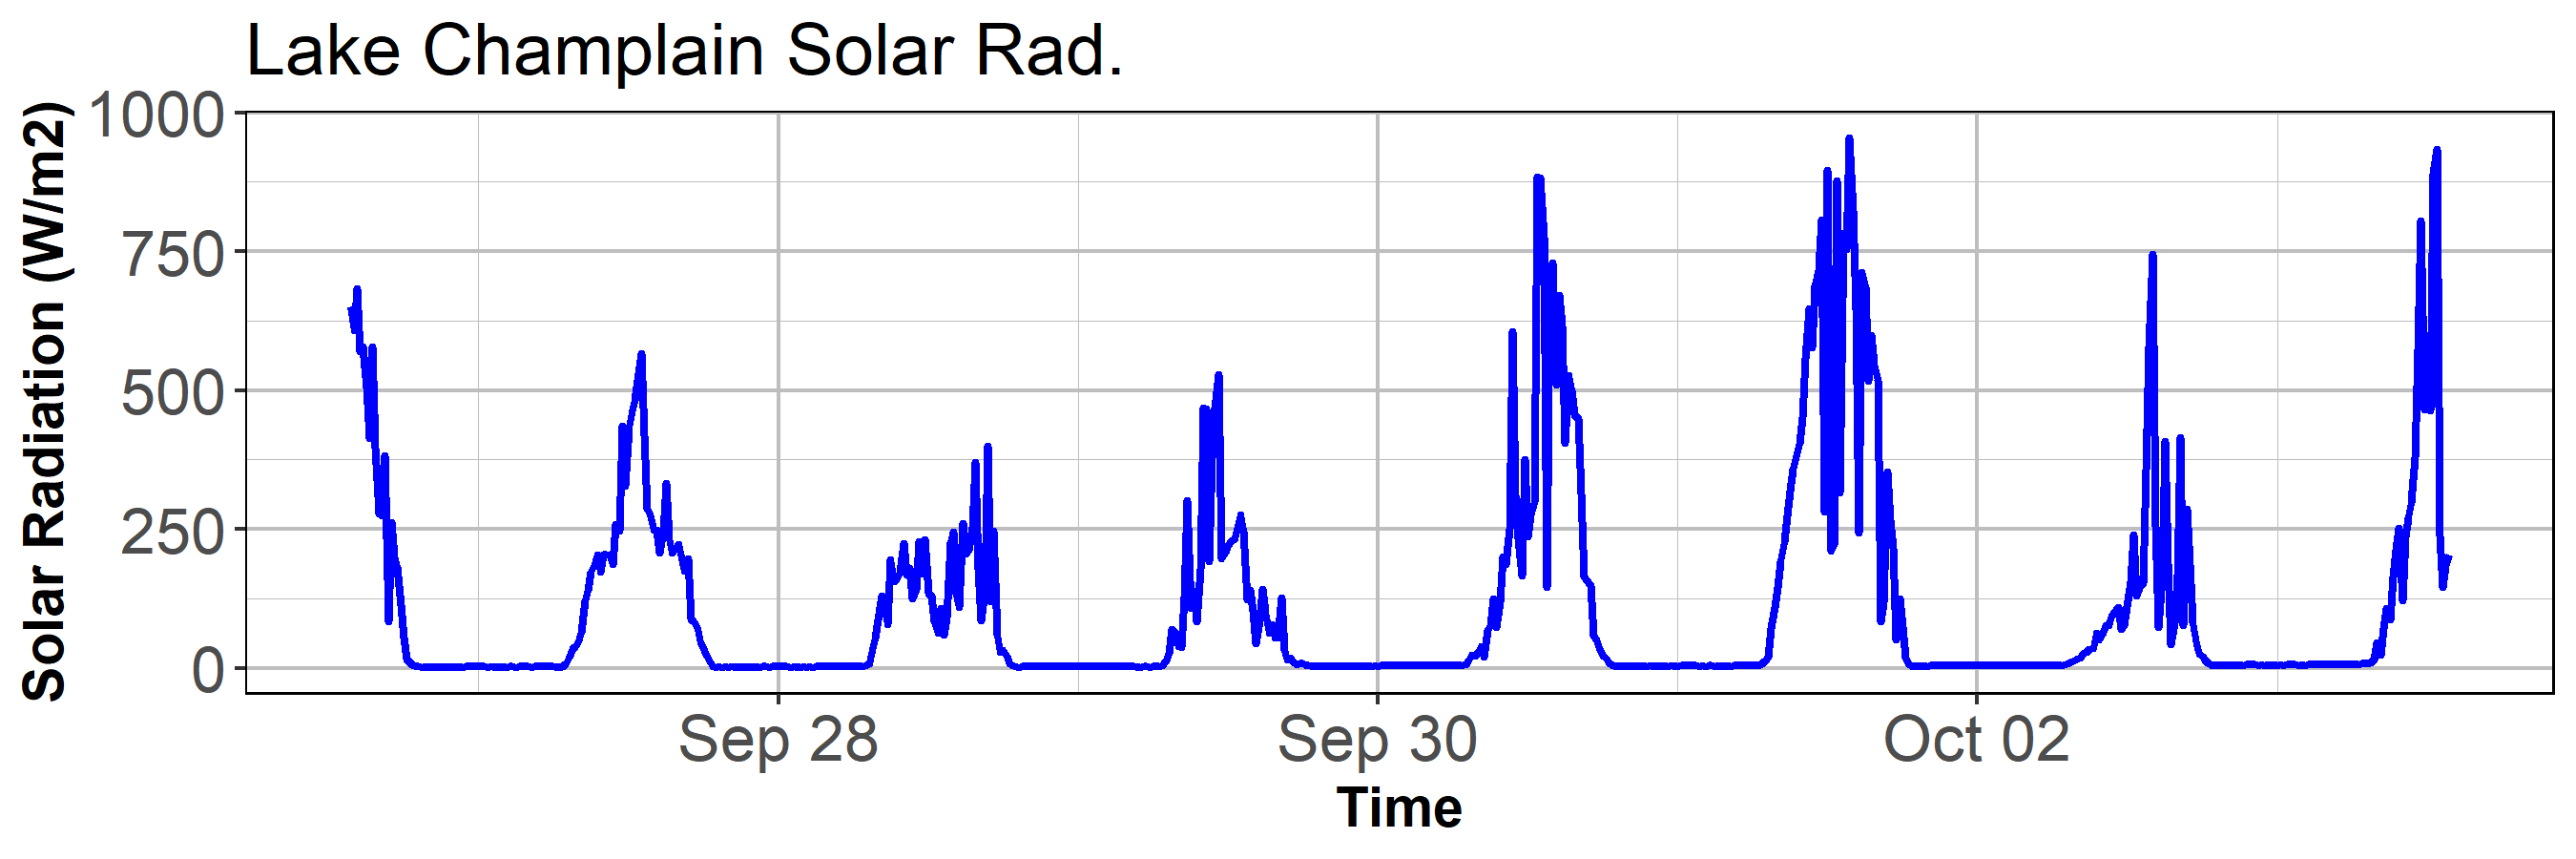 Lake Champlain Solar Rad.
Solar Radiation (W/m2)
1000
750
500
250
0
Sep 28
Sep 30
Oct 02
Time